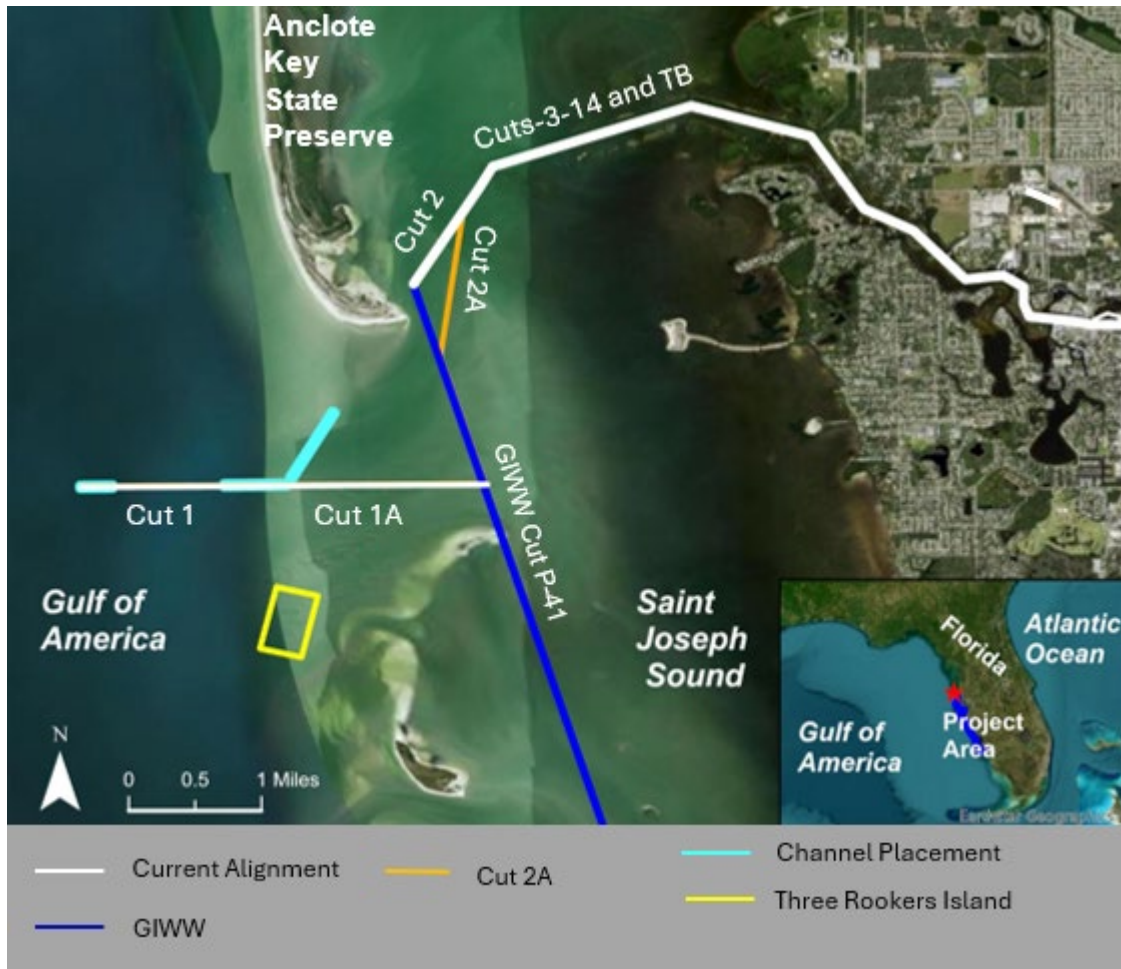 Anclote
Key
State
Preserve
Cuts-3-14 and TB
Cut 2
Cut 2A
GIWW Cut P-41
Cut 1
Cut 1A
Gulf of
America
Saint
Joseph
Sound
N
0 0.5 1 Miles
Florida
Atlantic
Ocean
Project
Area
Gulf of
America
Earthstar Geographics
Current Alignment
Cut 2A
Channel Placement
Three Rookers Island
GIWW